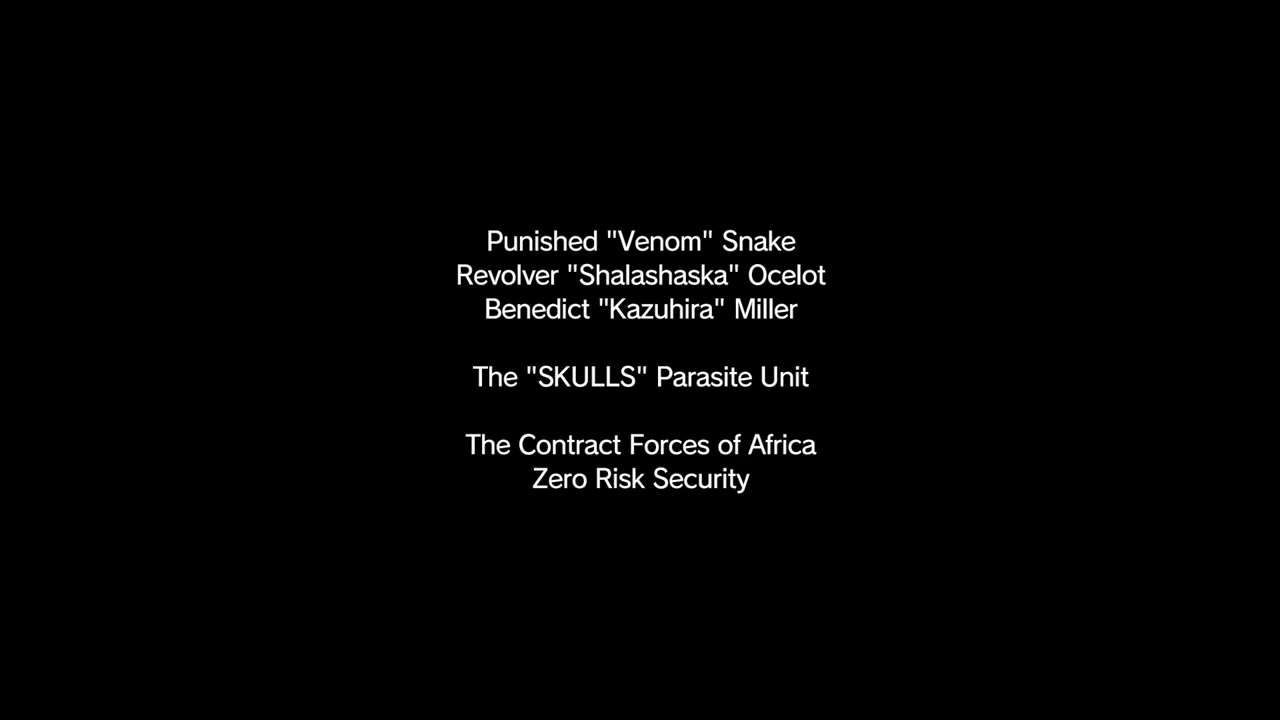 Punished "Venom" Snake
Revolver "Shalashaska" Ocelot
Benedict "Kazuhira" Miller
The "SKULLS" Parasite Unit
The Contract Forces of Africa
Zero Risk Security